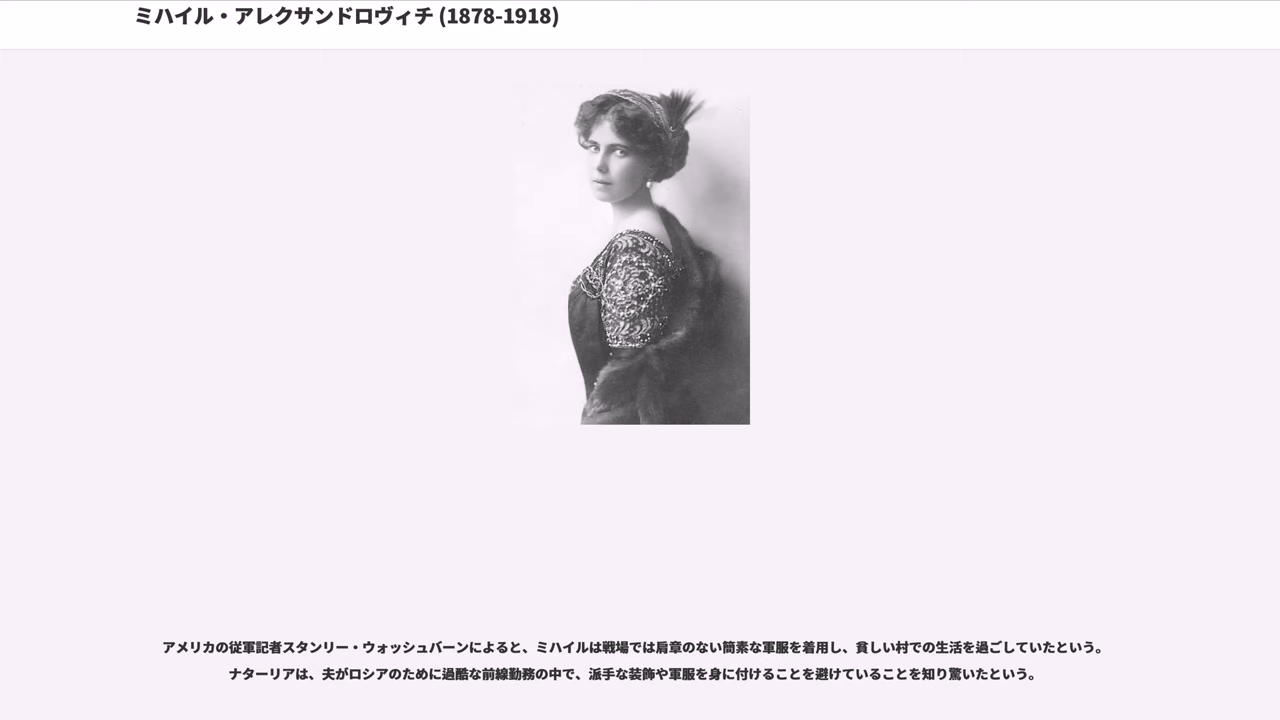 ミハイル・アレクサンドロヴィチ (1878-1918)
アメリカの従軍記者スタンリー・ウォッシュバーンによると、ミハイルは戦場では肩章のない簡素な軍服を着用し、貧しい村での生活を過ごしていたという。
ナターリアは、夫がロシアのために過酷な前線勤務の中で、派手な装飾や軍服を身に付けることを避けていることを知り驚いたという。